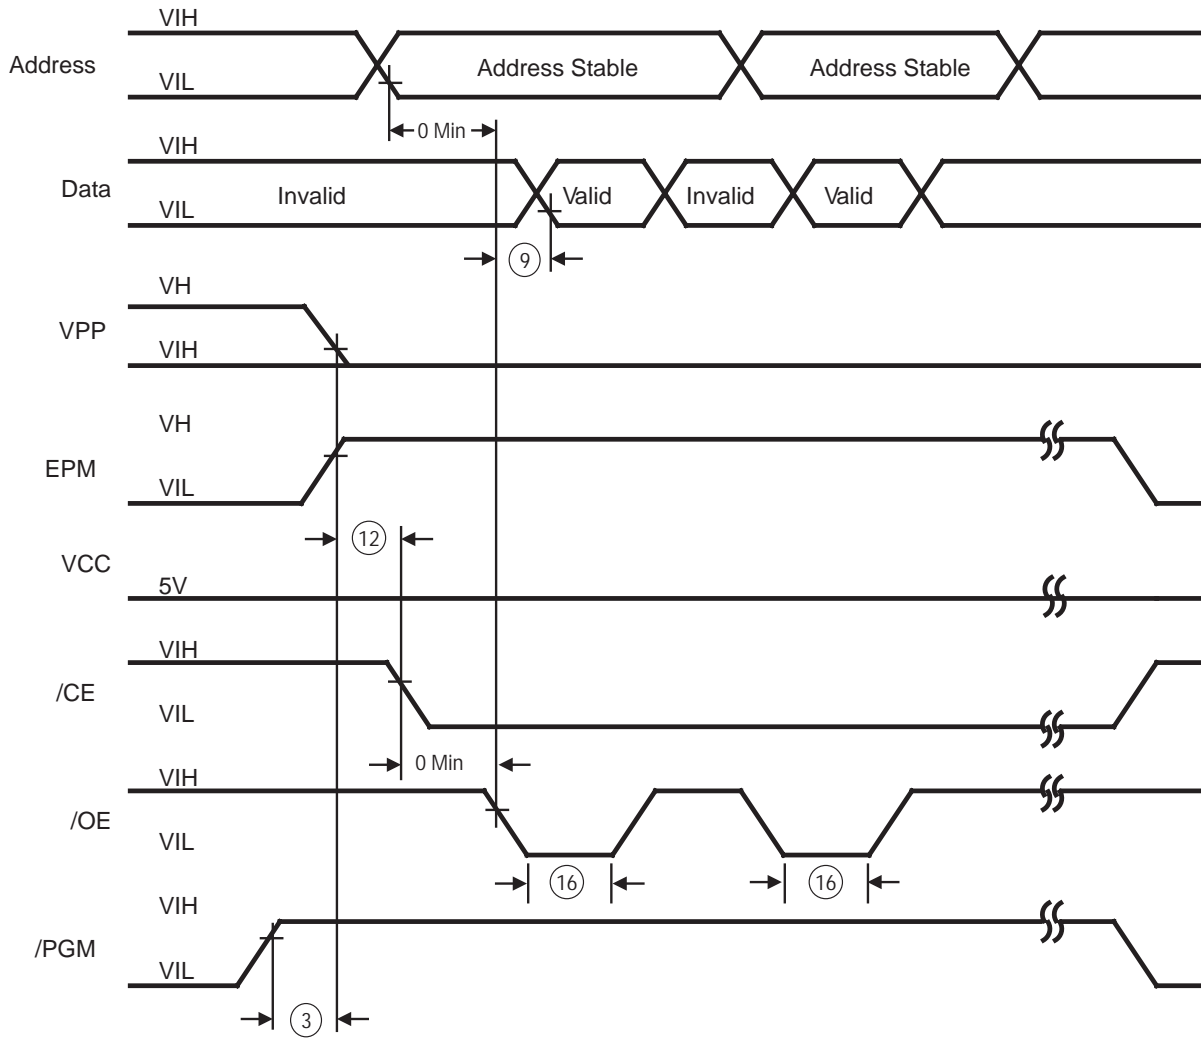 VIH
Address
Address Stable
Address Stable
VIL
0 Min
VIH
Data
Invalid
Valid
Invalid
Valid
VIL
9
VH
VPP
VIH
VH
EPM
VIL
12
VCC
5V
VIH
/CE
VIL
0 Min
VIH
/OE
VIL
16
16
VIH
/PGM
VIL
3